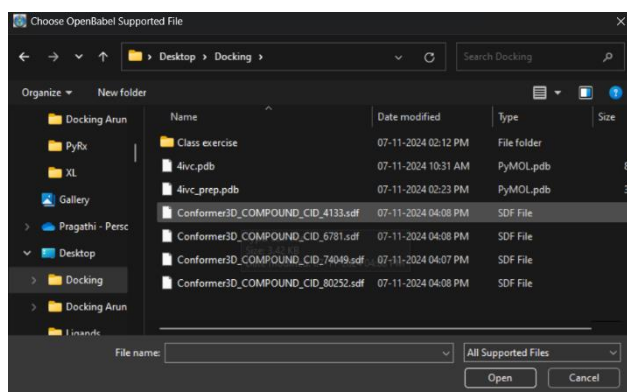 Choose OpenBabel Supported File
Desktop > Docking >
Search Docking
Organize New folder
Name Date modified Type Size
Docking Arun
PyRx
XL
Gallery
Pragathi - Persc
Desktop
Docking
Docking Arun
Ligands
Class exercise 07-11-2024 02:12 PM File folder
4ivc.pdb 07-11-2024 10:31 AM PyMOL.pdb
4ivc_prep.pdb 07-11-2024 02:23 PM PyMOL.pdb
Conformer3D_COMPOUND_CID_4133.sdf 07-11-2024 04:08 PM SDF File
Conformer3D_COMPOUND_CID_6781.sdf 07-11-2024 04:08 PM SDF File
Size: 3.42 KB
Conformer3D_COMPOUND_CID_74049.sdf 07-11-2024 04:07 PM SDF File
Conformer3D_COMPOUND_CID_80252.sdf 07-11-2024 04:08 PM SDF File
File name: All Supported Files
Open Cancel